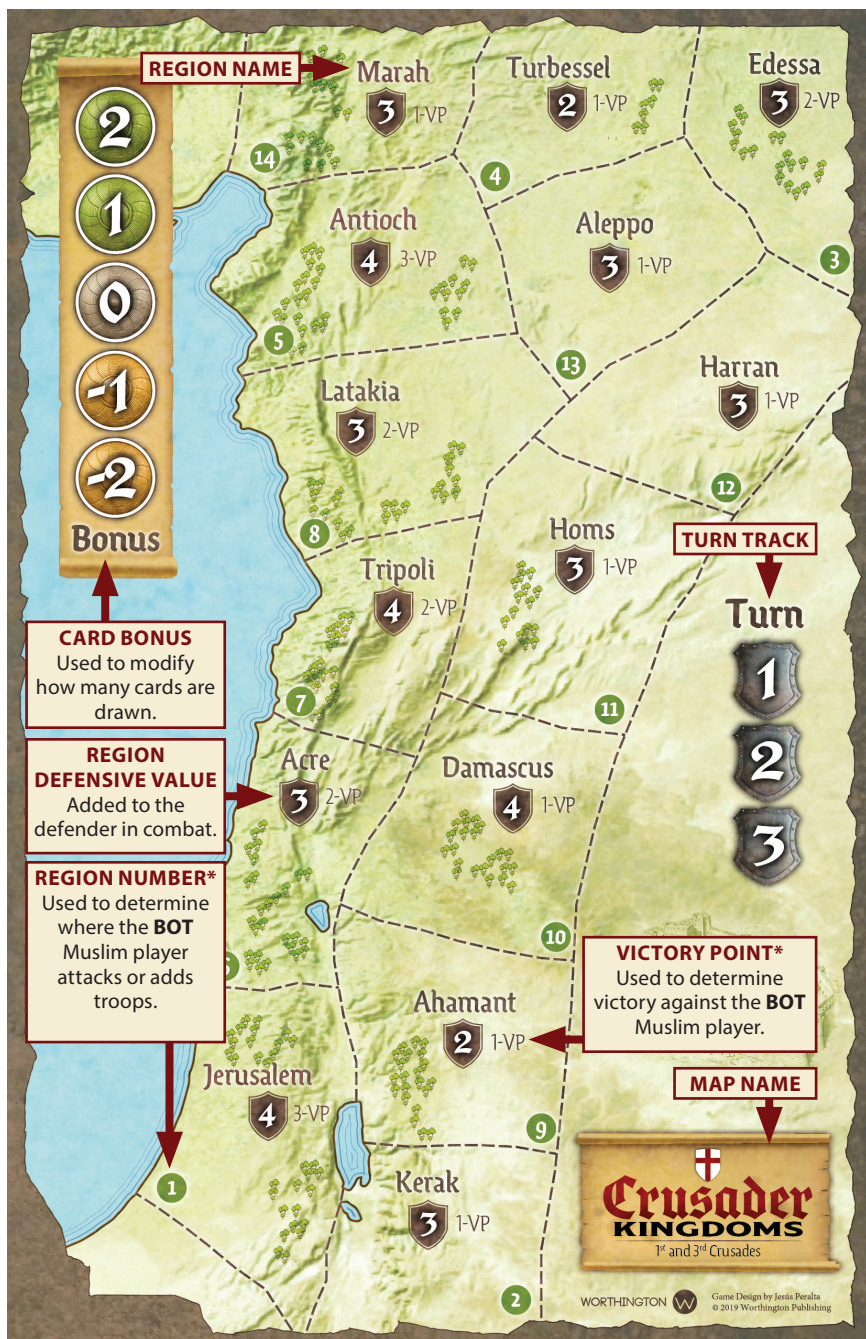 REGION NAME
Marah
3
1-VP
Turbessel
2
1-VP
Edessa
3
2-VP
2
1
0
-1
-2
Bonus
14
4
Antioch
4
3-VP
Aleppo
3
1-VP
3
5
13
Latakia
3
2-VP
Harran
3
1-VP
8
12
Homs
3
1-VP
TURN TRACK
Tripoli
4
2-VP
Turn
1
2
3
CARD BONUS
Used to modify
how many cards are
drawn.
7
11
REGION
DEFENSIVE VALUE
Added to the
defender in combat.
Acre
3
2-VP
Damascus
4
1-VP
REGION NUMBER*
Used to determine
where the BOT
Muslim player
attacks or adds
troops.
10
VICTORY POINT*
Used to determine
victory against the BOT
Muslim player.
Ahamant
2
1-VP
Jerusalem
4
3-VP
MAP NAME
9
1
Kerak
3
1-VP
2
Crusader
KINGDOMS
1st and 3rd Crusades
WORTHINGTON W
Game Design by Jesús Peralta
© 2019 Worthington Publishing